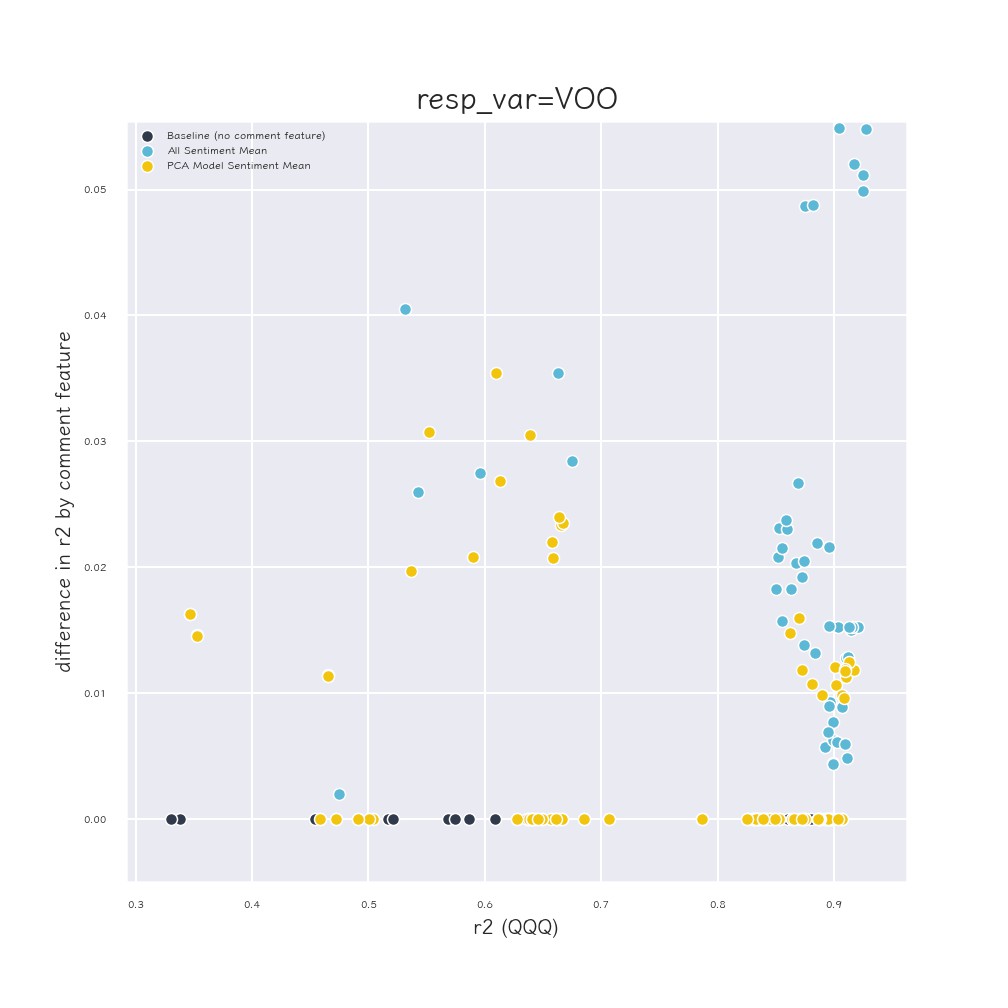 resp_var=VOO
Baseline (no comment feature)
All Sentiment Mean
PCA Model Sentiment Mean
difference in r2 by comment feature
0.05
0.04
0.03
0.02
0.01
0.00
0.3 0.4 0.5 0.6 0.7 0.8 0.9
r2 (QQQ)